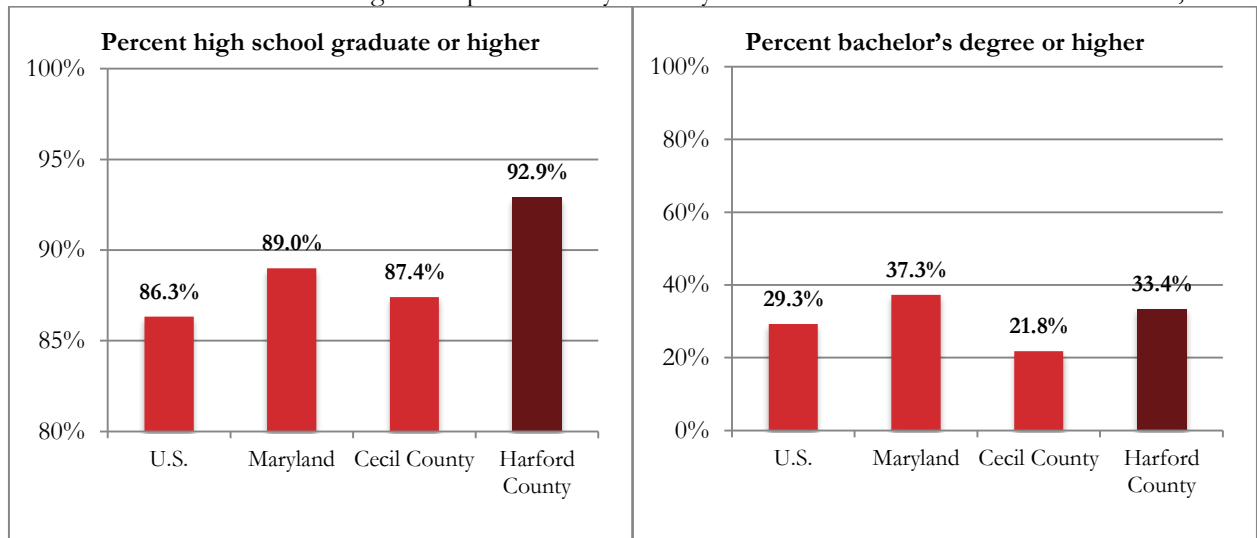 Percent high school graduate or higher
100%
95%
90%
85%
80%
86.3%
89.0%
87.4%
92.9%
U.S.
Maryland
Cecil County
Harford
County
Percent bachelor's degree or higher
100%
80%
60%
40%
20%
0%
29.3%
37.3%
21.8%
33.4%
U.S.
Maryland
Cecil County
Harford
County